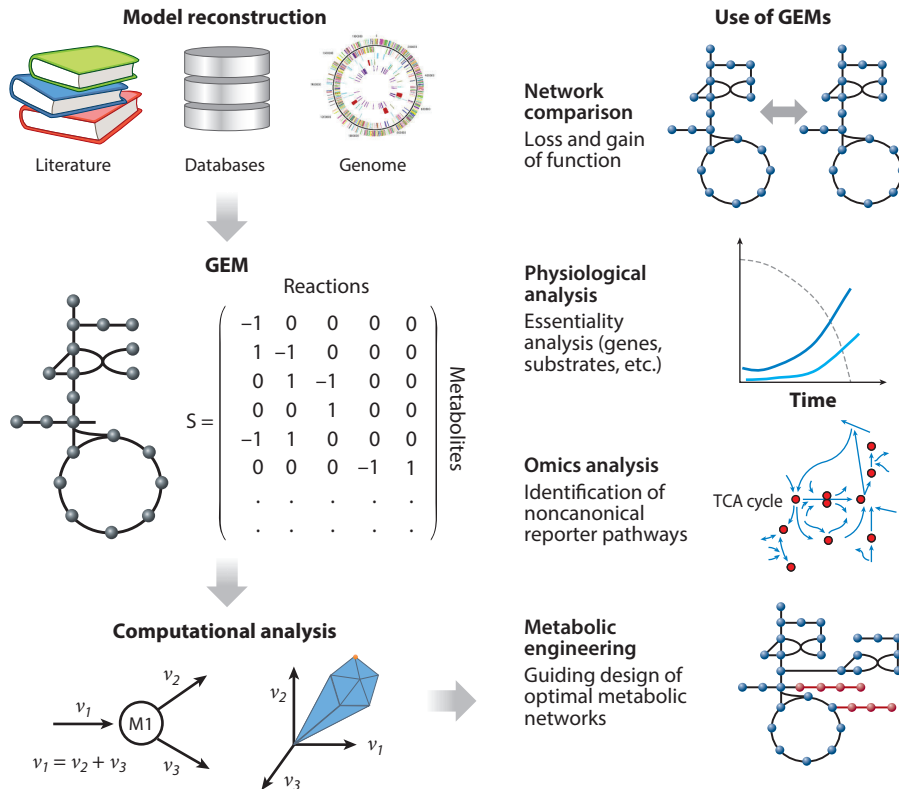 Model reconstruction
Literature
Databases
Genome
GEM
Reactions
S =
–1 0 0 0 0
1 –1 0 0 0
0 1 –1 0 0
0 0 1 0 0
–1 1 0 0 0
0 0 0 –1 1
. . . . .
. . . . .
Metabolites
Computational analysis
v1
M1
v2
v3
v1 = v2 + v3
v2
v1
v3
Use of GEMs
Network
comparison
Loss and gain
of function
Physiological
analysis
Essentiality
analysis (genes,
substrates, etc.)
Time
Omics analysis
Identification of
noncanonical
reporter pathways
TCA cycle
Metabolic
engineering
Guiding design of
optimal metabolic
networks